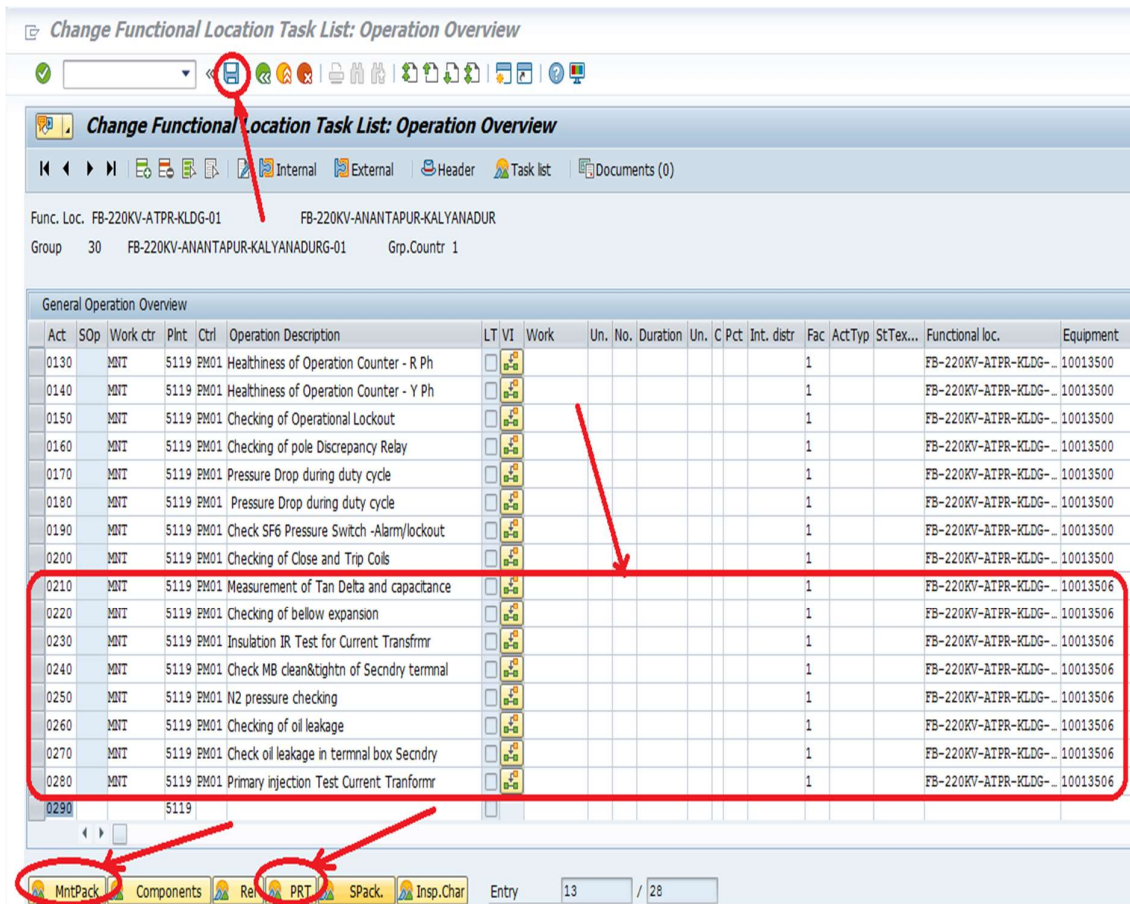 Change Functional Location Task List: Operation Overview
Change Functional Location Task List: Operation Overview
Internal External Header Task list Documents (0)
Func. Loc. FB-220KV-ATPR-KLDG-01 FB-220KV-ANANTAPUR-KALYANADUR
Group 30 FB-220KV-ANANTAPUR-KALYANADURG-01 Grp.Countr 1
General Operation Overview
Act SOp Work ctr Plnt Ctrl Operation Description LT VI Work Un. No. Duration Un. C Pct Int. distr Fac ActTyp StTex... Functional loc. Equipment
0130 MNT 5119 PM01 Healthiness of Operation Counter - R Ph 1 FB-220KV-ATPR-KLDG-... 10013500
0140 MNT 5119 PM01 Healthiness of Operation Counter - Y Ph 1 FB-220KV-ATPR-KLDG-... 10013500
0150 MNT 5119 PM01 Checking of Operational Lockout 1 FB-220KV-ATPR-KLDG-... 10013500
0160 MNT 5119 PM01 Checking of pole Discrepancy Relay 1 FB-220KV-ATPR-KLDG-... 10013500
0170 MNT 5119 PM01 Pressure Drop during duty cycle 1 FB-220KV-ATPR-KLDG-... 10013500
0180 MNT 5119 PM01 Pressure Drop during duty cycle 1 FB-220KV-ATPR-KLDG-... 10013500
0190 MNT 5119 PM01 Check SF6 Pressure Switch -Alarm/lockout 1 FB-220KV-ATPR-KLDG-... 10013500
0200 MNT 5119 PM01 Checking of Close and Trip Coils 1 FB-220KV-ATPR-KLDG-... 10013500
0210 MNT 5119 PM01 Measurement of Tan Delta and capacitance 1 FB-220KV-ATPR-KLDG-... 10013506
0220 MNT 5119 PM01 Checking of bellow expansion 1 FB-220KV-ATPR-KLDG-... 10013506
0230 MNT 5119 PM01 Insulation IR Test for Current Transfrmr 1 FB-220KV-ATPR-KLDG-... 10013506
0240 MNT 5119 PM01 Check MB clean&tightn of Secndry termnal 1 FB-220KV-ATPR-KLDG-... 10013506
0250 MNT 5119 PM01 N2 pressure checking 1 FB-220KV-ATPR-KLDG-... 10013506
0260 MNT 5119 PM01 Checking of oil leakage 1 FB-220KV-ATPR-KLDG-... 10013506
0270 MNT 5119 PM01 Check oil leakage in termnal box Secndry 1 FB-220KV-ATPR-KLDG-... 10013506
0280 MNT 5119 PM01 Primary injection Test Current Tranformr 1 FB-220KV-ATPR-KLDG-... 10013506
0290 5119
MntPack Components PRT SPack. Insp.Char Entry 13 / 28